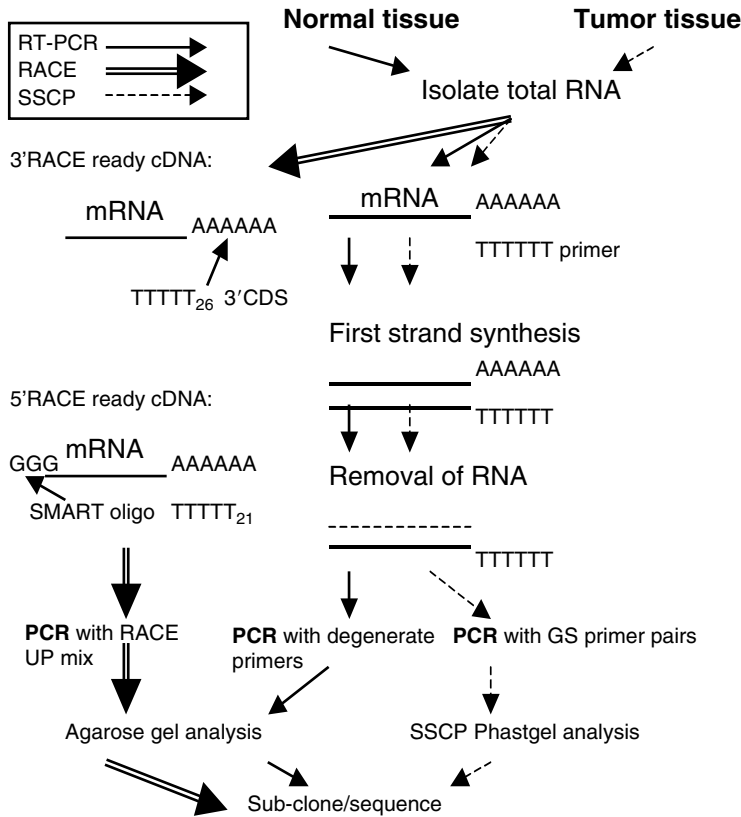 Normal tissue
Tumor tissue
RT-PCR
RACE
SSCP
Isolate total RNA
3’RACE ready cDNA:
mRNA
AAAAAA
TTTTT26 3′CDS
mRNA
AAAAAA
TTTTTT primer
First strand synthesis
AAAAAA
TTTTTT
5’RACE ready cDNA:
GGG
mRNA
AAAAAA
SMART oligo
TTTTT21
Removal of RNA
TTTTTT
PCR with RACE
UP mix
PCR with degenerate
primers
PCR with GS primer pairs
Agarose gel analysis
SSCP Phastgel analysis
Sub-clone/sequence